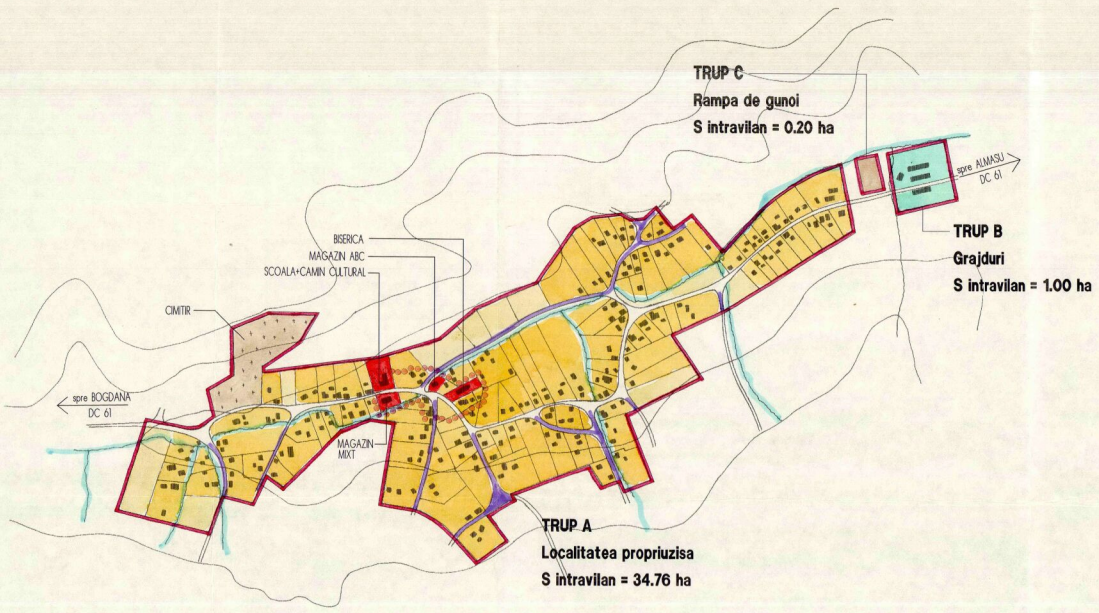 TRUP C
Rampa de gunoi
S intravilan = 0.20 ha
spre ALMASU
DC 61
TRUP B
Grajduri
S intravilan = 1.00 ha
BISERICA
MAGAZIN ABC
SCOALA+CAMIN CULTURAL
CIMITIR
spre BOGDANA
DC 61
MAGAZIN
MIXT
TRUP A
Localitatea propriuzisa
S intravilan = 34.76 ha